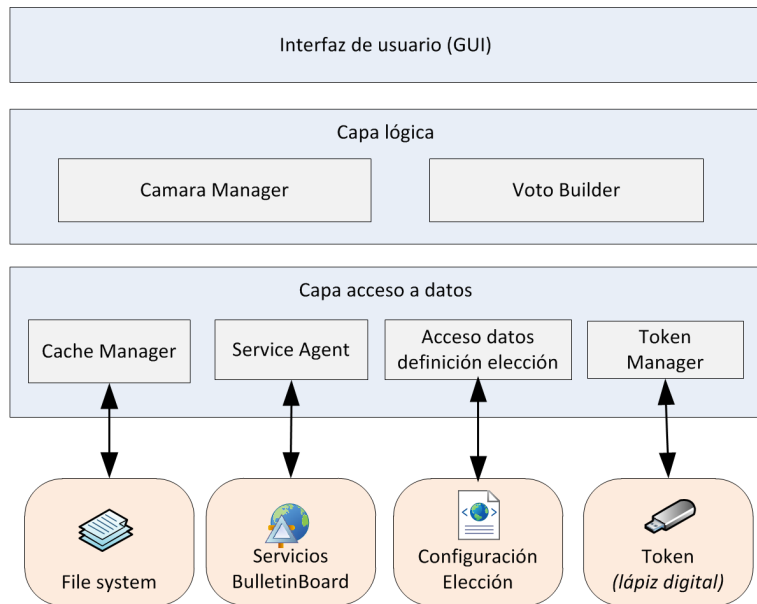 Interfaz de usuario (GUI)
Capa lógica
Camara Manager
Voto Builder
Capa acceso a datos
Cache Manager
Service Agent
Acceso datos
definición elección
Token
Manager
File system
Servicios
BulletinBoard
Configuración
Elección
Token
(lápiz digital)